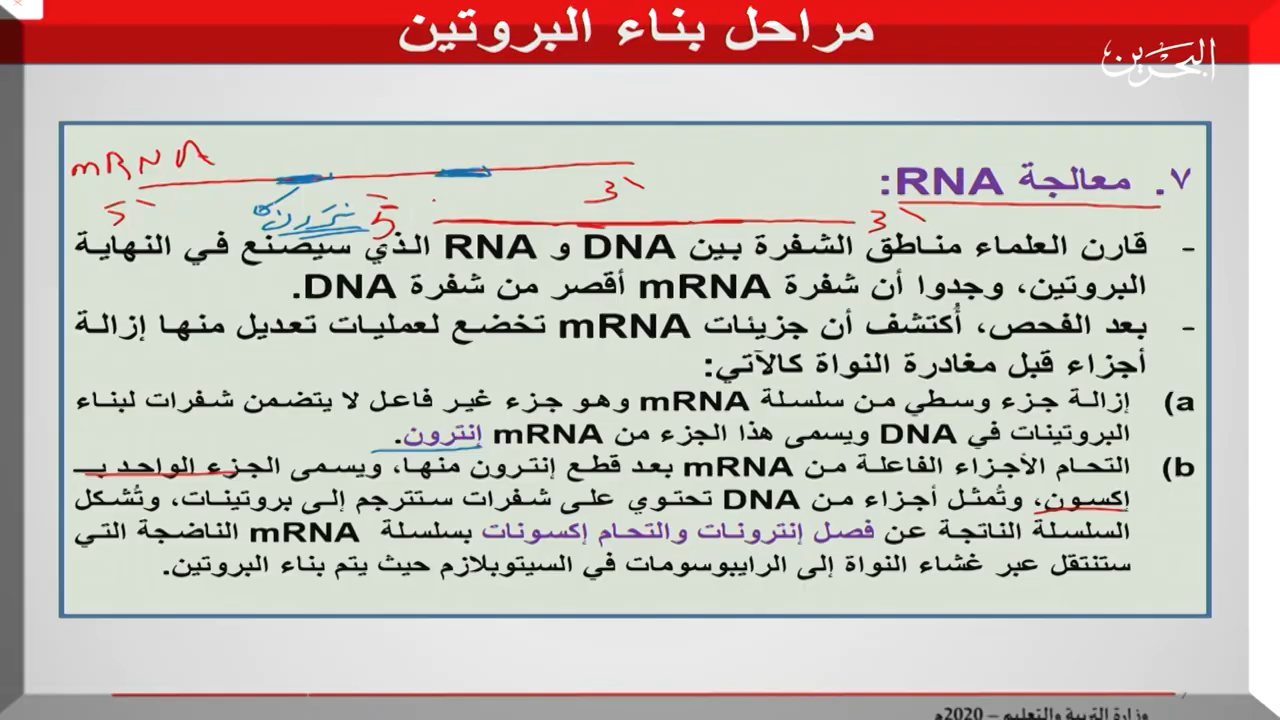 مراحل بناء البروتين
البحرين
mRNA
5`
3`
إنترون
5
3`
٧. معالجة RNA:
- قارن العلماء مناطق الشفرة بين DNA و RNA الذي سيصنع في النهاية
البروتين، وجدوا أن شفرة mRNA أقصر من شفرة DNA.
- بعد الفحص، أُكتشف أن جزيئات mRNA تخضع لعمليات تعديل منها إزالة
أجزاء قبل مغادرة النواة كالآتي:
a) إزالة جزء وسطي من سلسلة mRNA وهو جزء غير فاعل لا يتضمن شفرات لبناء
البروتينات في DNA ويسمى هذا الجزء من mRNA إنترون.
b) التحام الأجزاء الفاعلة من mRNA بعد قطع إنترون منها، ويسمى الجزء الواحد بـ
إكسون، وتُمثل أجزاء من DNA تحتوي على شفرات ستترجم إلى بروتينات، وتُشكل
السلسلة الناتجة عن فصل إنترونات والتحام إكسونات بسلسلة mRNA الناضجة التي
ستنتقل عبر غشاء النواة إلى الرايبوسومات في السيتوبلازم حيث يتم بناء البروتين.
وزارة التربية والتعليم – 2020م